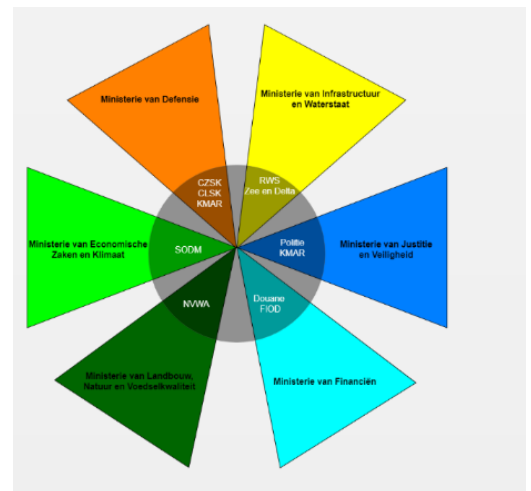 Ministerie van Defensie
Ministerie van Infrastructuur
en Waterstaat
CZSK
CLSK
KMAR
RWS
Zee en Delta
Ministerie van Economische
Zaken en Klimaat
SODM
Politie
KMAR
Ministerie van Justitie
en Veiligheid
NVWA
Douane
FIOD
Ministerie van Landbouw,
Natuur en Voedselkwaliteit
Ministerie van Financiën